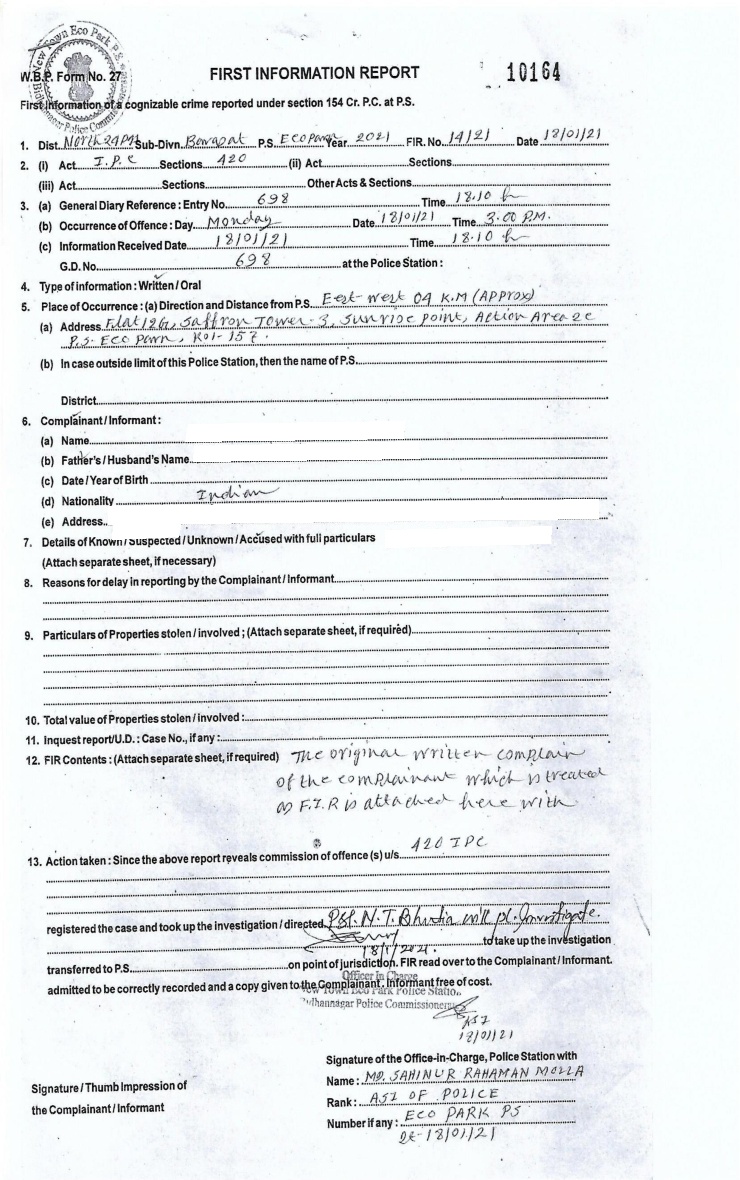 New Town Eco Park P.S.
Bidhannagar Police Commissionerate
W.B.P. Form No. 27
FIRST INFORMATION REPORT
10164
First Information of a cognizable crime reported under section 154 Cr. P.C. at P.S.
1. Dist. North 24 Pgs Sub-Divn. Barasat P.S. Eco Park Year 2021 FIR. No. 14/21 Date 18/01/21
2. (i) Act I.P.C Sections 420 (ii) Act Sections
(iii) Act Sections Other Acts & Sections
3. (a) General Diary Reference: Entry No. 698 Time 18.10 h
(b) Occurrence of Offence: Day Monday Date 18/01/21 Time 3.00 P.M.
(c) Information Received Date 18/01/21 Time 18.10 h
G.D. No. 698 at the Police Station :
4. Type of information : Written / Oral
5. Place of Occurrence : (a) Direction and Distance from P.S. East-West 04 K.M (APProx)
(a) Address Flat 12G, Saffron Tower-3, Sunrise Point, Action Area 2C
P.S. Eco Park, Kol-157.
(b) In case outside limit of this Police Station, then the name of P.S.
District
6. Complainant / Informant :
(a) Name
(b) Father's / Husband's Name
(c) Date / Year of Birth
(d) Nationality Indian
(e) Address
7. Details of Known / Suspected / Unknown / Accused with full particulars
(Attach separate sheet, if necessary)
8. Reasons for delay in reporting by the Complainant / Informant
9. Particulars of Properties stolen / involved ; (Attach separate sheet, if required)
10. Total value of Properties stolen / involved :
11. Inquest report/U.D. : Case No., if any :
12. FIR Contents : (Attach separate sheet, if required) The original written complain
of the complainant which is treated
as F.I.R is attached here with
13. Action taken : Since the above report reveals commission of offence (s) u/s 420 IPC
registered the case and took up the investigation / directed P.SI. N.T. Bhutia will pl. Investigate.
18/1/2021. to take up the investigation
transferred to P.S. on point of jurisdiction. FIR read over to the Complainant / Informant.
Officer in Charge
admitted to be correctly recorded and a copy given to the Complainant. Informant free of cost.
New Town Eco Park Police Statio..
Bidhannagar Police Commissioner
ASI
18/01/21
Signature of the Office-in-Charge, Police Station with
Signature / Thumb Impression of
the Complainant / Informant
Name : MD. SAHINUR RAHAMAN MOLLA
Rank : ASI OF POLICE
Number if any : ECO PARK PS
Dt-18/01/21